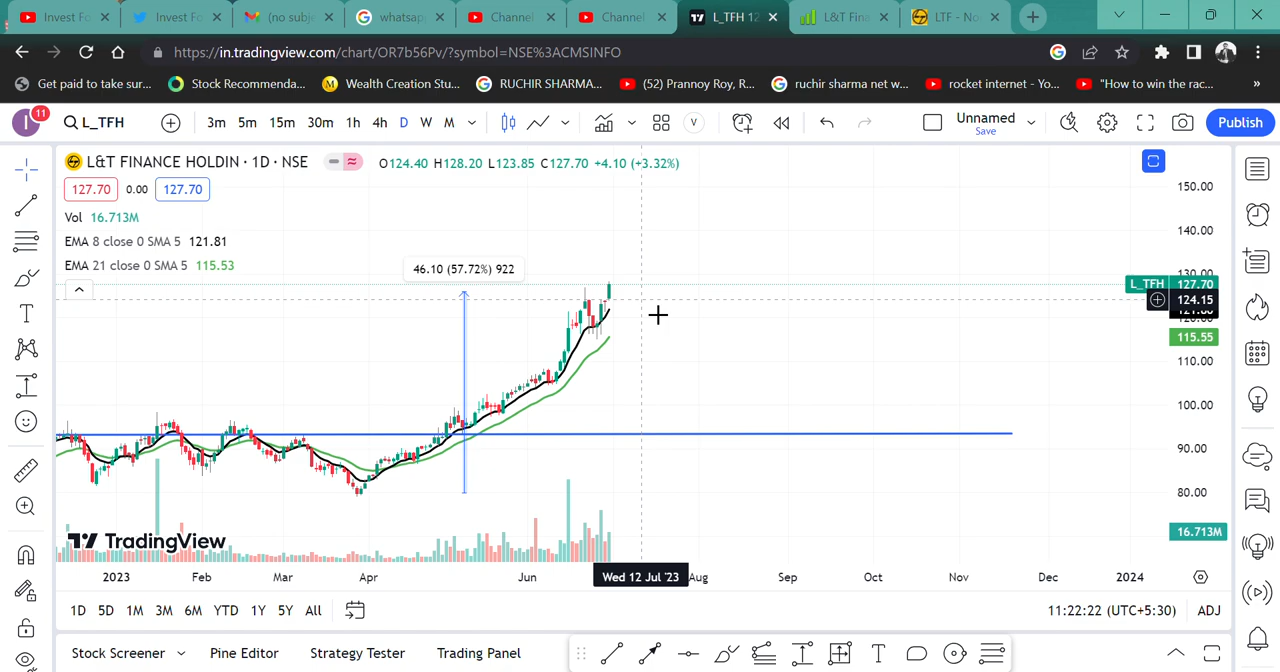 Invest Fo
Invest Fo
(no subje
whatsap
Channel
Channel
L_TFH 12
L&T Fina
LTF - No
https://in.tradingview.com/chart/OR7b56Pv/?symbol=NSE%3ACMSINFO
Get paid to take sur...
Stock Recommenda...
Wealth Creation Stu...
RUCHIR SHARMA...
(52) Prannoy Roy, R...
ruchir sharma net w...
rocket internet - Yo...
"How to win the rac...
»
I 11
L_TFH
3m 5m 15m 30m 1h 4h D W M
V
Unnamed
Save
Publish
L&T FINANCE HOLDIN · 1D · NSE
O124.40 H128.20 L123.85 C127.70 +4.10 (+3.32%)
127.70 0.00 127.70
Vol 16.713M
EMA 8 close 0 SMA 5 121.81
EMA 21 close 0 SMA 5 115.53
46.10 (57.72%) 922
150.00
140.00
130.00
L_TFH 127.70
124.15
115.55
110.00
100.00
90.00
80.00
16.713M
TradingView
2023 Feb Mar Apr Jun Wed 12 Jul '23 Aug Sep Oct Nov Dec 2024
1D 5D 1M 3M 6M YTD 1Y 5Y All
11:22:22 (UTC+5:30) ADJ
Stock Screener Pine Editor Strategy Tester Trading Panel